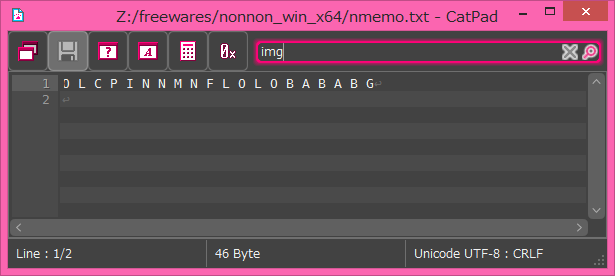 Z:/freewares/nonnon_win_x64/nmemo.txt - CatPad
? A 0x
img
1 O L C P I N N M N F L O L O B A B A B G↵
2 ↵
Line : 1/2 46 Byte Unicode UTF-8 : CRLF